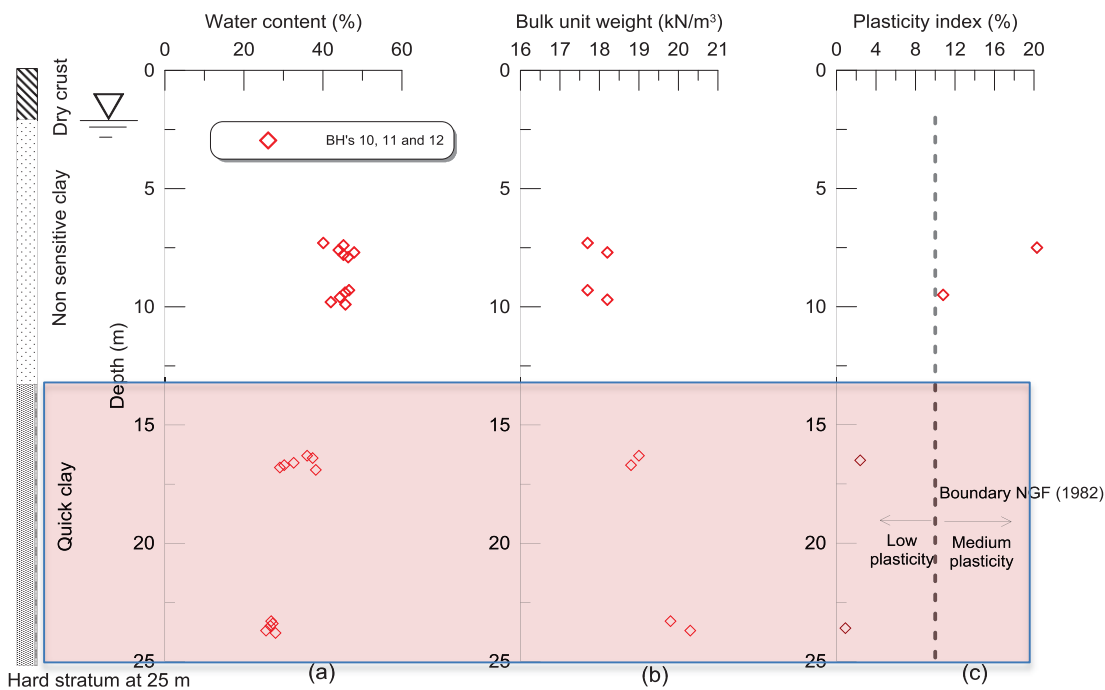 Water content (%)
0 20 40 60
Bulk unit weight (kN/m³)
16 17 18 19 20 21
Plasticity index (%)
0 4 8 12 16 20
Dry crust
Non sensitive clay
Quick clay
Hard stratum at 25 m
Depth (m)
0
5
10
15
20
25
BH's 10, 11 and 12
(a)
0
5
10
15
20
25
(b)
0
5
10
15
20
25
Boundary NGF (1982)
Low
plasticity
Medium
plasticity
(c)